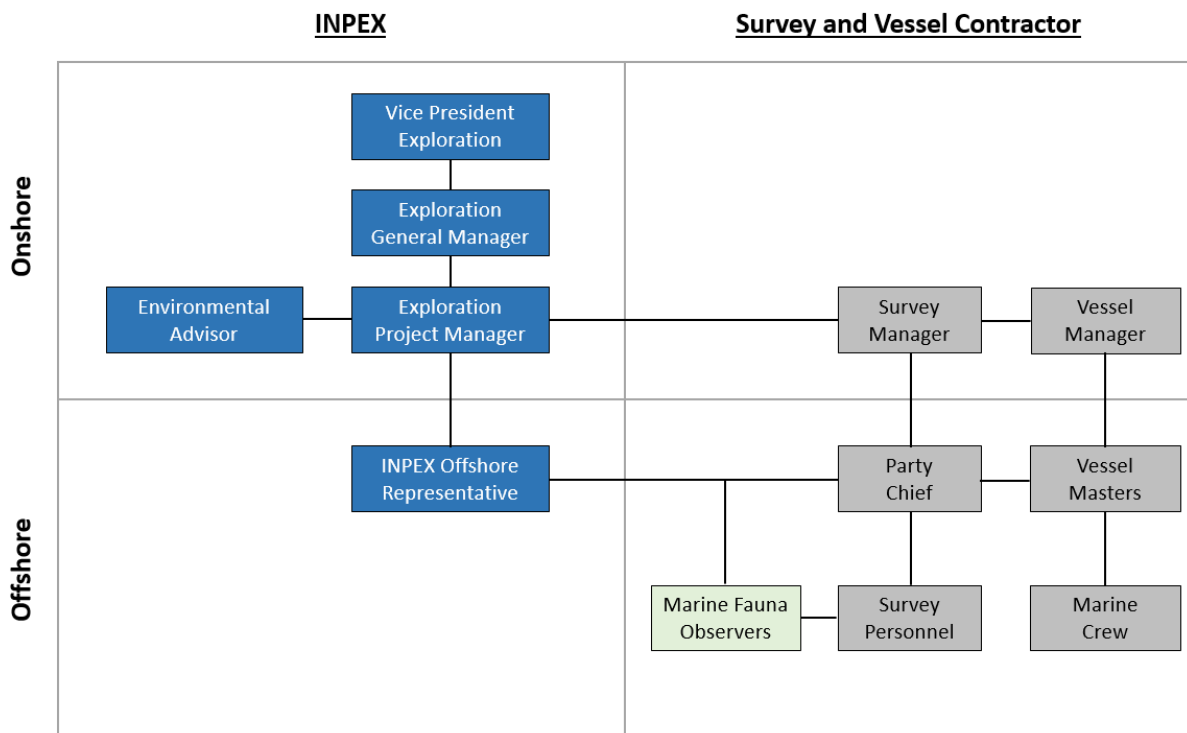 INPEX
Survey and Vessel Contractor
Onshore
Vice President
Exploration
Exploration
General Manager
Environmental
Advisor
Exploration
Project Manager
Survey
Manager
Vessel
Manager
Offshore
INPEX Offshore
Representative
Party
Chief
Vessel
Masters
Marine Fauna
Observers
Survey
Personnel
Marine
Crew